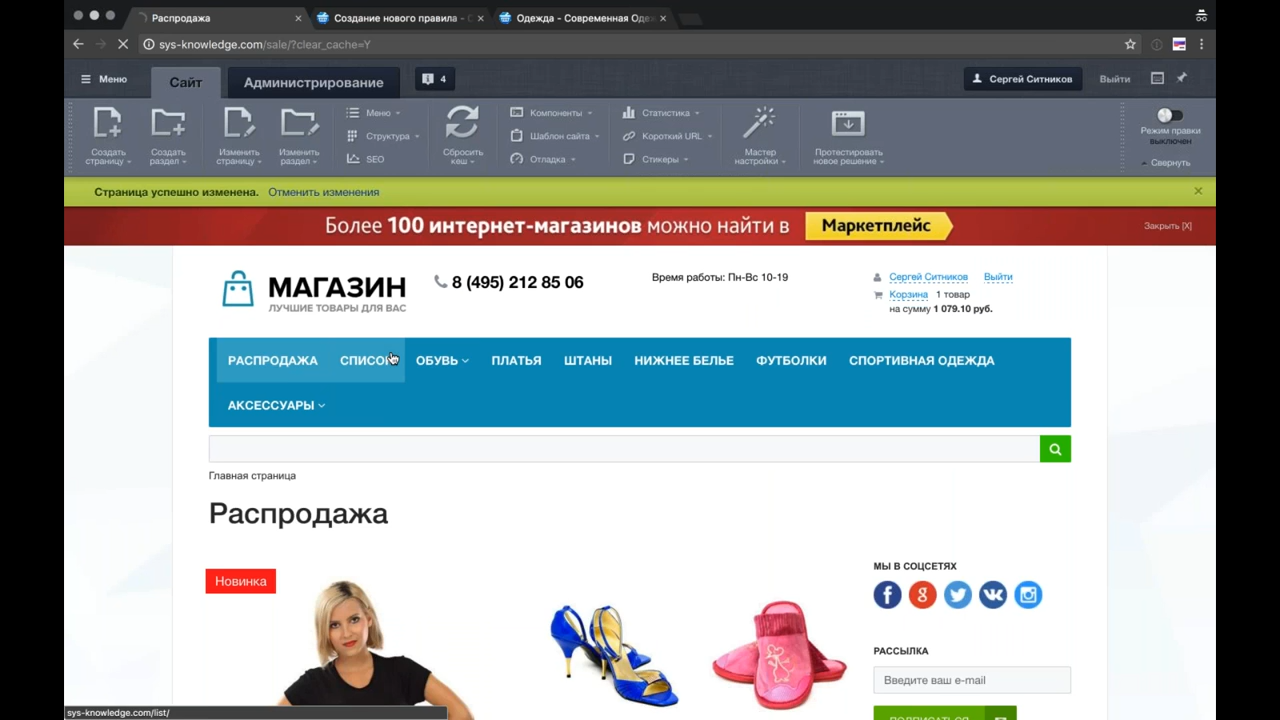 Распродажа
Создание нового правила - С
Одежда - Современная Оде
sys-knowledge.com/sale/?clear_cache=Y
Меню
Сайт
Администрирование
4
Сергей Ситников
Выйти
Создать страницу
Создать раздел
Изменить страницу
Изменить раздел
Меню
Структура
SEO
Сбросить кеш
Компоненты
Шаблон сайта
Отладка
Статистика
Короткий URL
Стикеры
Мастер настройки
Протестировать новое решение
Режим правки
выключен
Свернуть
Страница успешно изменена. Отменить изменения
Более 100 интернет-магазинов можно найти в Маркетплейс
Закрыть [X]
МАГАЗИН
ЛУЧШИЕ ТОВАРЫ ДЛЯ ВАС
8 (495) 212 85 06
Время работы: Пн-Вс 10-19
Сергей Ситников Выйти
Корзина 1 товар
на сумму 1 079.10 руб.
РАСПРОДАЖА СПИСОК ОБУВЬ ПЛАТЬЯ ШТАНЫ НИЖНЕЕ БЕЛЬЕ ФУТБОЛКИ СПОРТИВНАЯ ОДЕЖДА
АКСЕССУАРЫ
Главная страница
Распродажа
Новинка
МЫ В СОЦСЕТЯХ
РАССЫЛКА
Введите ваш e-mail
ПОДПИСАТЬСЯ
sys-knowledge.com/list/